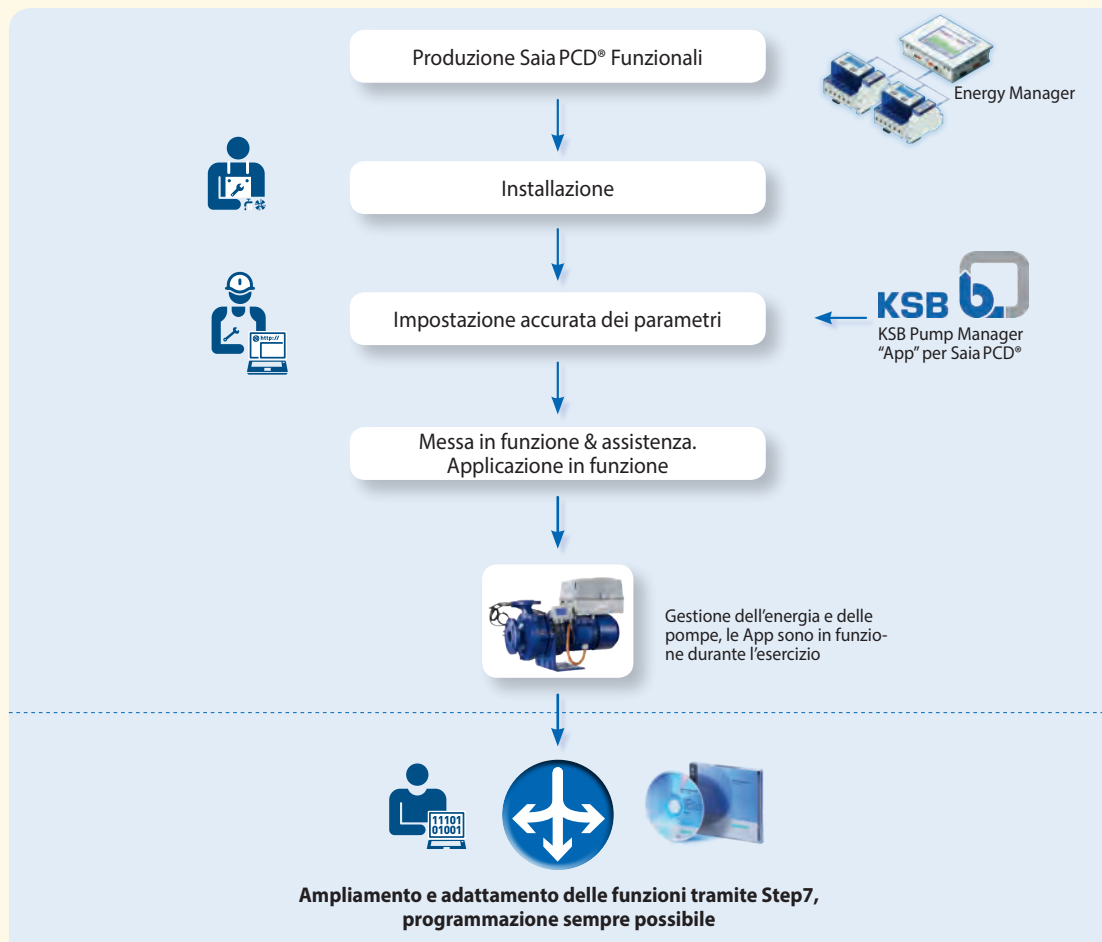 Produzione Saia PCD® Funzionali
Energy Manager
Installazione
http://
Impostazione accurata dei parametri
KSB b.
KSB Pump Manager
"App" per Saia PCD®
Messa in funzione & assistenza.
Applicazione in funzione
Gestione dell'energia e delle
pompe, le App sono in funzio-
ne durante l'esercizio
11101
01001
Ampliamento e adattamento delle funzioni tramite Step7,
programmazione sempre possibile